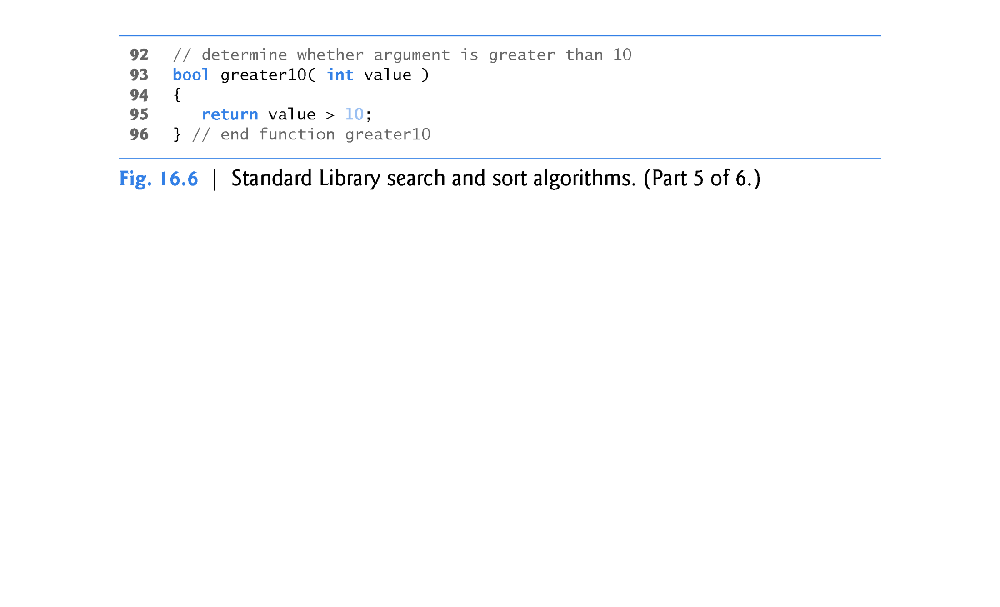 92 // determine whether argument is greater than 10
93 bool greater10( int value )
94 {
95    return value > 10;
96 } // end function greater10
Fig. 16.6 | Standard Library search and sort algorithms. (Part 5 of 6.)